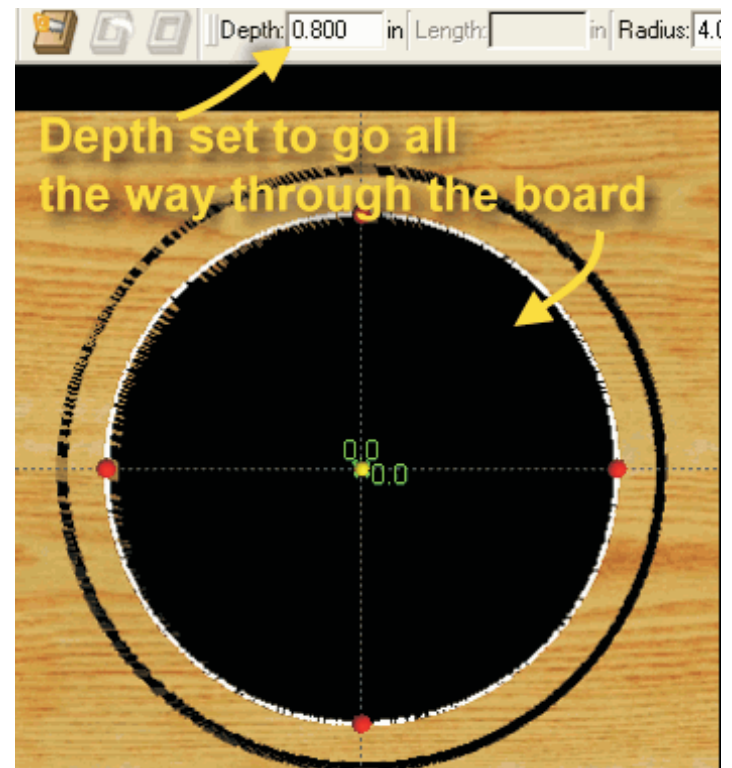 Depth: 0.800 in Length: in Radius: 4.0
Depth set to go all
the way through the board
0.0
0.0